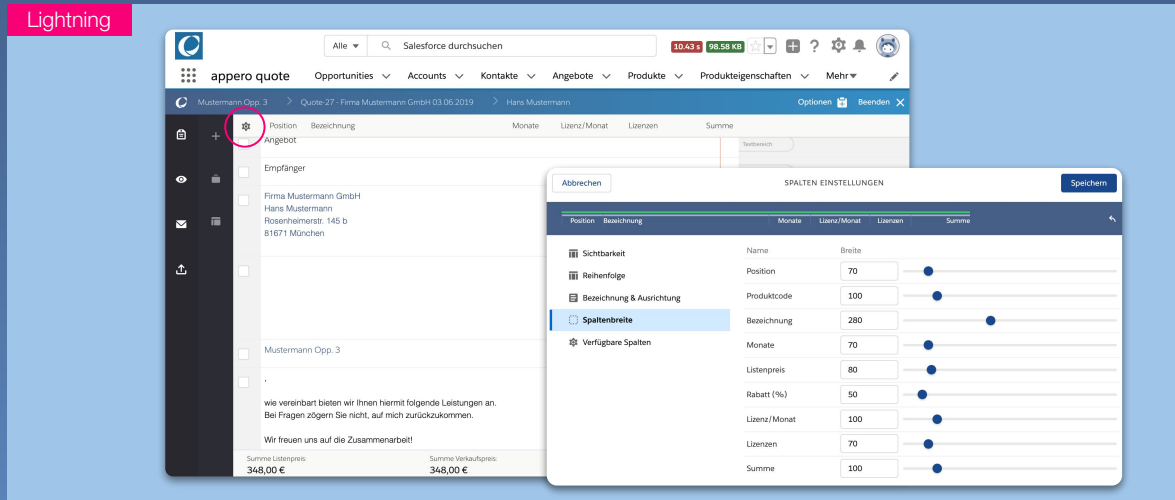 Lightning
Alle
Salesforce durchsuchen
10.43 s 98.58 KB
appero quote
Opportunities Accounts Kontakte Angebote Produkte Produkteigenschaften Mehr
Mustermann Opp. 3 > Quote-27 - Firma Mustermann GmbH 03.06.2019 > Hans Mustermann
Optionen Beenden
Position Bezeichnung Monate Lizenz/Monat Lizenzen Summe
Angebot
Textbereich
Empfänger
Firma Mustermann GmbH
Hans Mustermann
Rosenheimerstr. 145 b
81671 München
Mustermann Opp. 3
,
wie vereinbart bieten wir Ihnen hiermit folgende Leistungen an.
Bei Fragen zögern Sie nicht, auf mich zurückzukommen.
Wir freuen uns auf die Zusammenarbeit!
Summe Listenpreis: Summe Verkaufspreis:
348,00 € 348,00 €
Abbrechen SPALTEN EINSTELLUNGEN Speichern
Position Bezeichnung Monate Lizenz/Monat Lizenzen Summe
Sichtbarkeit
Reihenfolge
Bezeichnung & Ausrichtung
Spaltenbreite
Verfügbare Spalten
Name Breite
Position 70
Produktcode 100
Bezeichnung 280
Monate 70
Listenpreis 80
Rabatt (%) 50
Lizenz/Monat 100
Lizenzen 70
Summe 100